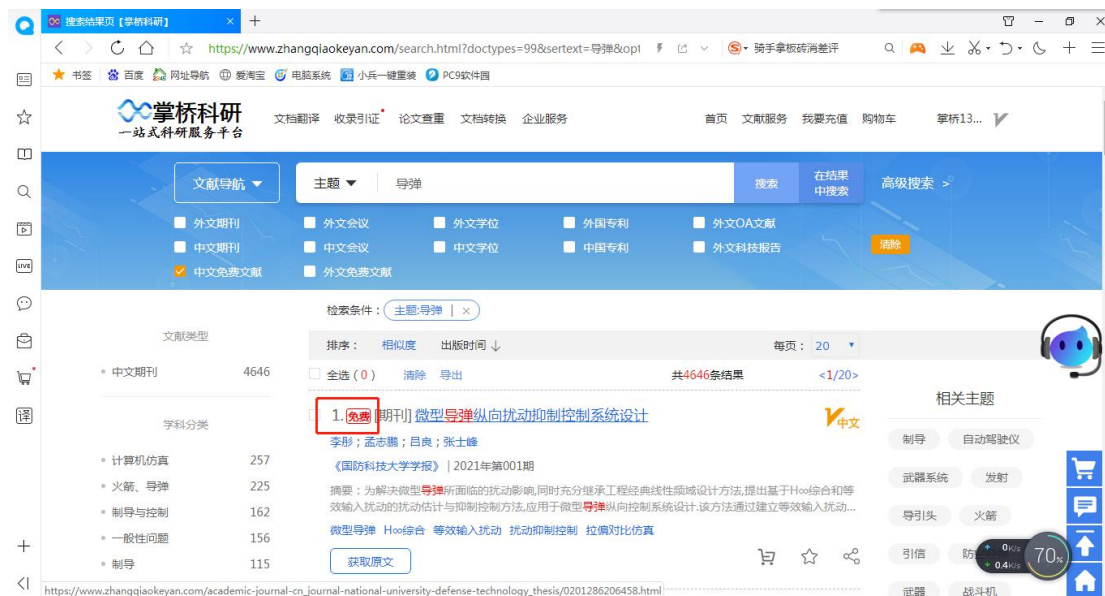 搜索结果页【掌桥科研】
https://www.zhangqiaokeyan.com/search.html?doctypes=99&sertext=导弹&opt
骑手拿板砖消差评
书签 百度 网址导航 爱淘宝 电脑系统 小兵一键重装 PC9软件园
掌桥科研
一站式科研服务平台
文档翻译 收录引证 论文查重 文档转换 企业服务 首页 文献服务 我要充值 购物车 掌桥13...
文献导航 主题 导弹 搜索 在结果中搜索 高级搜索 >
外文期刊 外文会议 外文学位 外国专利 外文OA文献
中文期刊 中文会议 中文学位 中国专利 外文科技报告 清除
中文免费文献 外文免费文献
检索条件： 主题:导弹 | ×
文献类型
排序： 相似度 出版时间↓ 每页： 20
中文期刊 4646
全选（0） 清除 导出 共4646条结果 <1/20>
相关主题
1. 免费 [期刊] 微型导弹纵向扰动抑制控制系统设计
中文
学科分类
李彤；孟志鹏；吕良；张士峰
制导 自动驾驶仪
计算机仿真 257
《国防科技大学学报》 | 2021年第001期
武器系统 发射
火箭、导弹 225
摘要：为解决微型导弹所面临的扰动影响,同时充分继承工程经典线性频域设计方法,提出基于H∞综合和等
效输入扰动的扰动估计与抑制控制方法,应用于微型导弹纵向控制系统设计.该方法通过建立等效输入扰动...
制导与控制 162
导引头 火箭
微型导弹 H∞综合 等效输入扰动 扰动抑制控制 拉偏对比仿真
一般性问题 156
制导 115
获取原文
引信
0K/s
0.4K/s
70%
武器 战斗机
LIVE
译
https://www.zhangqiaokeyan.com/academic-journal-cn_journal-national-university-defense-technology_thesis/0201286206458.html